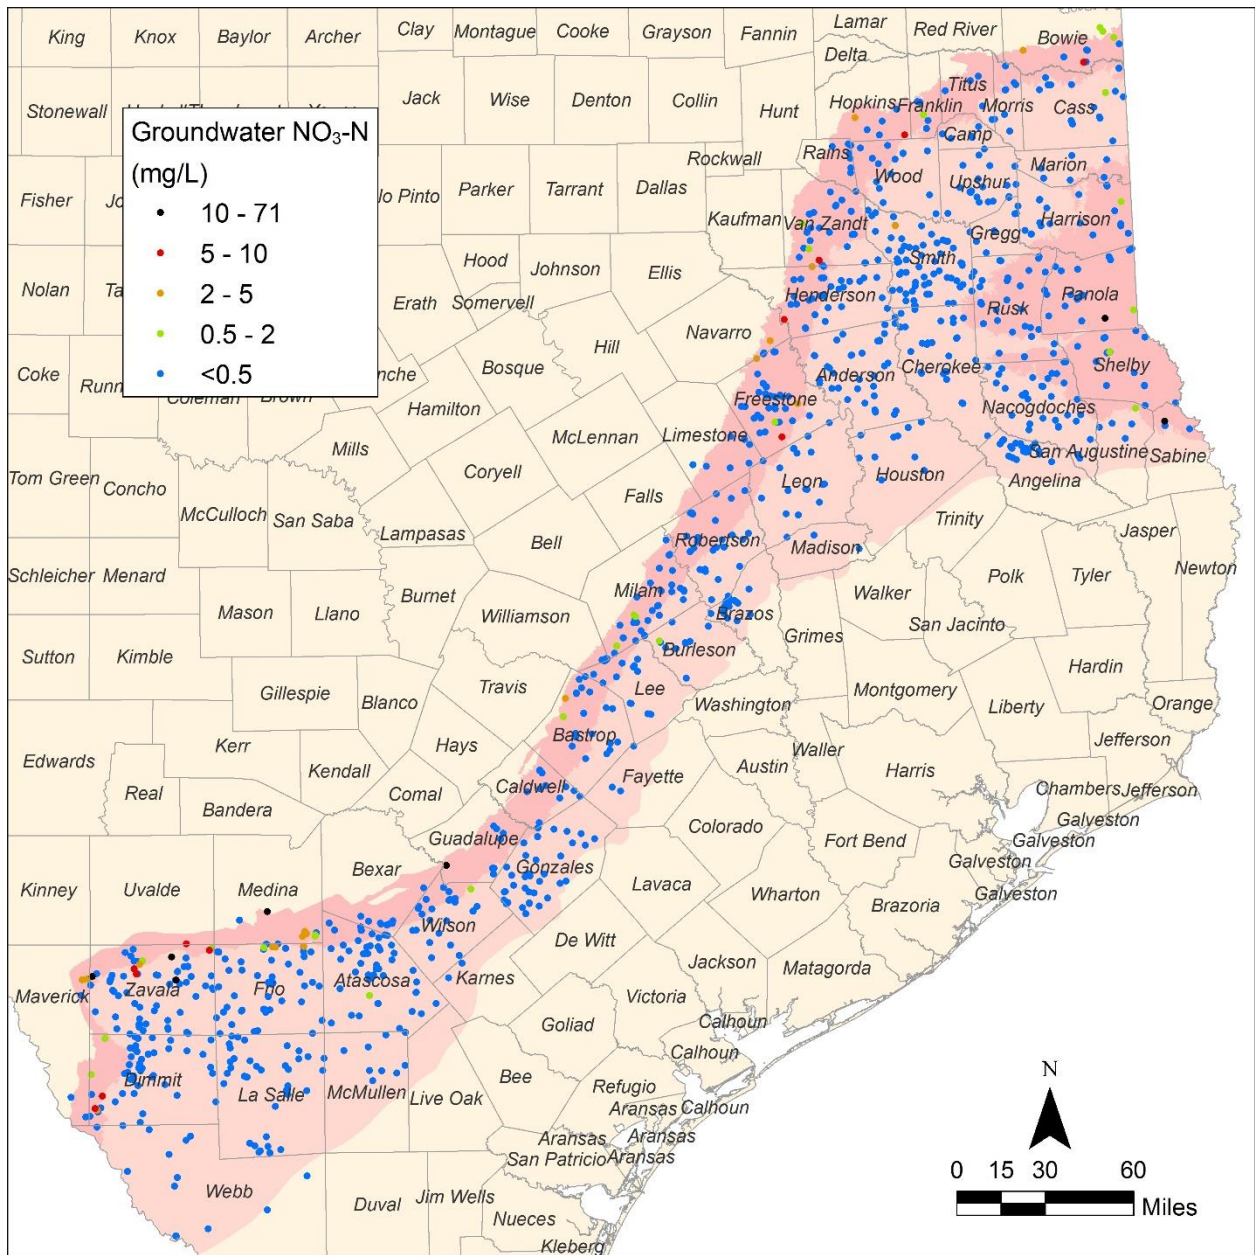 King
Knox
Baylor
Archer
Clay
Montague
Cooke
Grayson
Fannin
Lamar
Red River
Bowie
Delta
Stonewall
Jack
Wise
Denton
Collin
Hunt
Hopkins
Franklin
Titus
Morris
Cass
Camp
Groundwater NO₃-N
(mg/L)
10 - 71
5 - 10
2 - 5
0.5 - 2
<0.5
Rockwall
Rains
Wood
Upshur
Marion
Fisher
Jo
lo Pinto
Parker
Tarrant
Dallas
Kaufman
Van Zandt
Gregg
Harrison
Smith
Nolan
Ta
Hood
Johnson
Ellis
Erath
Somervell
Henderson
Rusk
Panola
Navarro
Hill
Coke
Runn
Coleman
Brown
nche
Bosque
Anderson
Cherokee
Shelby
Hamilton
Freestone
Nacogdoches
Mills
McLennan
Limestone
San Augustine
Sabine
Tom Green
Concho
Coryell
Falls
Leon
Houston
Angelina
McCulloch
San Saba
Lampasas
Bell
Robertson
Madison
Trinity
Jasper
Newton
Schleicher
Menard
Mason
Llano
Burnet
Williamson
Milam
Brazos
Walker
Polk
Tyler
Grimes
San Jacinto
Sutton
Kimble
Burleson
Hardin
Gillespie
Blanco
Travis
Lee
Washington
Montgomery
Liberty
Orange
Edwards
Kerr
Hays
Bastrop
Waller
Jefferson
Real
Kendall
Comal
Caldwell
Fayette
Austin
Harris
Chambers
Jefferson
Bandera
Guadalupe
Colorado
Fort Bend
Galveston
Galveston
Galveston
Galveston
Kinney
Uvalde
Medina
Bexar
Gonzales
Lavaca
Wharton
Brazoria
Wilson
De Witt
Maverick
Zavala
Frio
Atascosa
Karnes
Jackson
Matagorda
Victoria
Goliad
Calhoun
Calhoun
Dimmit
La Salle
McMullen
Live Oak
Bee
Refugio
Aransas
Calhoun
Aransas
Aransas
San Patricio
Aransas
Webb
Duval
Jim Wells
Nueces
Kleberg
N
0 15 30 60
Miles